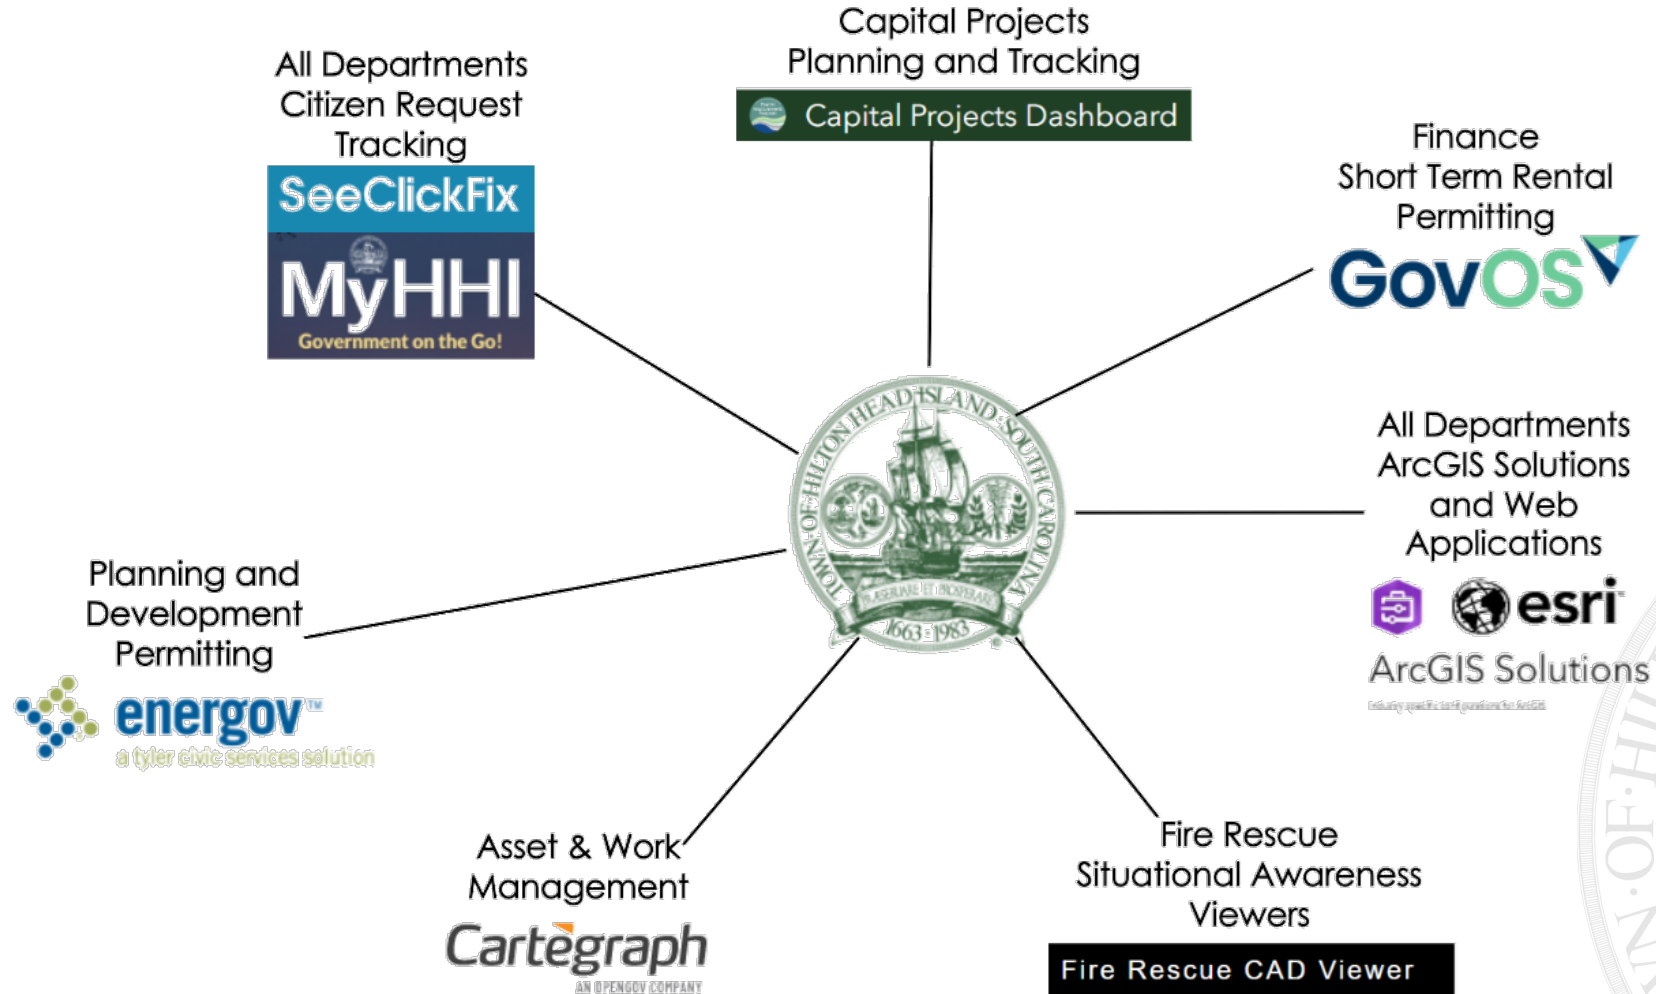 Capital Projects
Planning and Tracking
Capital Projects Dashboard
All Departments
Citizen Request
Tracking
SeeClickFix
MyHHI
Government on the Go!
Finance
Short Term Rental
Permitting
GovOS
TOWN·OF·HILTON HEAD ISLAND·SOUTH CAROLINA
1663 1983
All Departments
ArcGIS Solutions
and Web
Applications
esri
ArcGIS Solutions
Planning and
Development
Permitting
energov™
a tyler civic services solution
Asset & Work
Management
Cartegraph
AN OPENGOV COMPANY
Fire Rescue
Situational Awareness
Viewers
Fire Rescue CAD Viewer